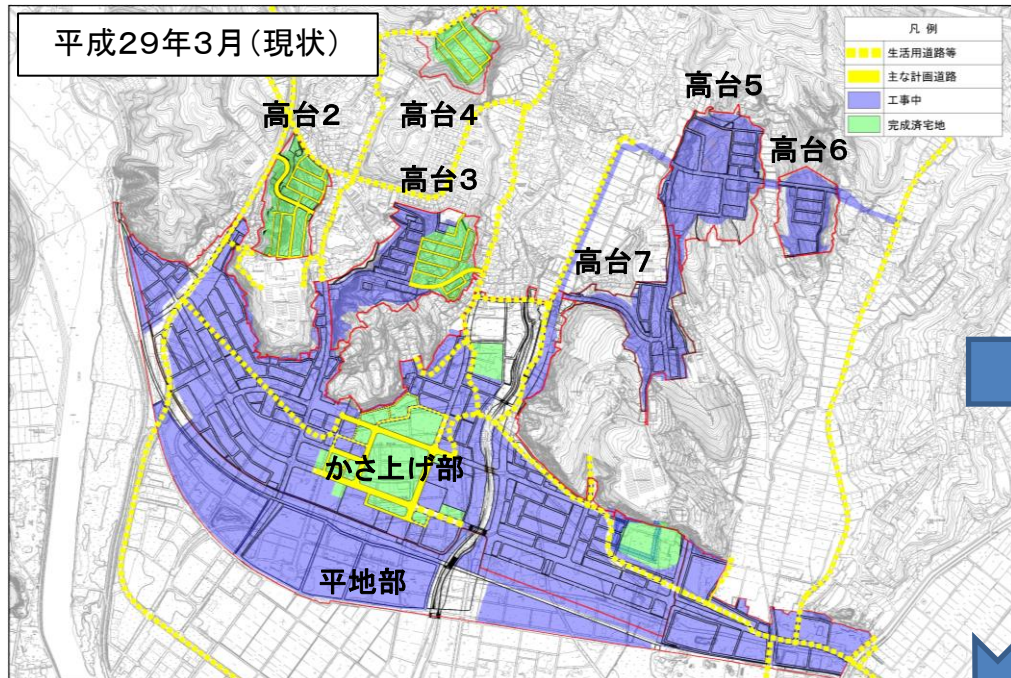 平成29年3月(現状)
凡 例
生活用道路等
主な計画道路
工事中
完成済宅地
高台5
高台2
高台4
高台6
高台3
高台7
かさ上げ部
平地部